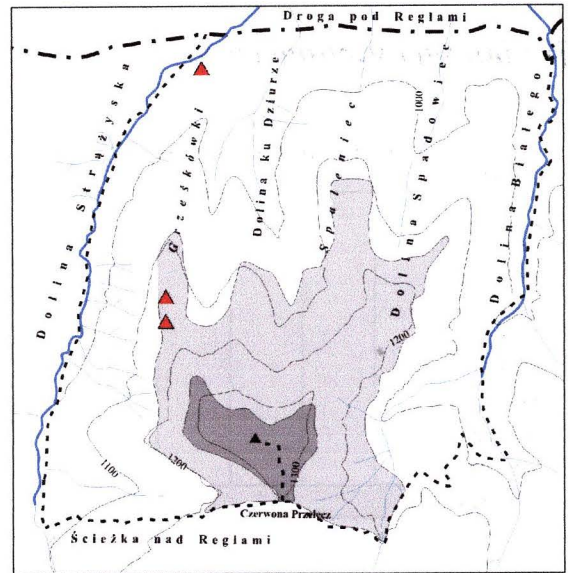 Droga pod Reglami
Dolina Strążyska
Grześkówki
Dolina ku Dziurze
Spaleniec
Dolina Spadowiec
Dolina Białego
1000
1200
1100
1200
1300
Czerwona Przełęcz
Ścieżka nad Reglami